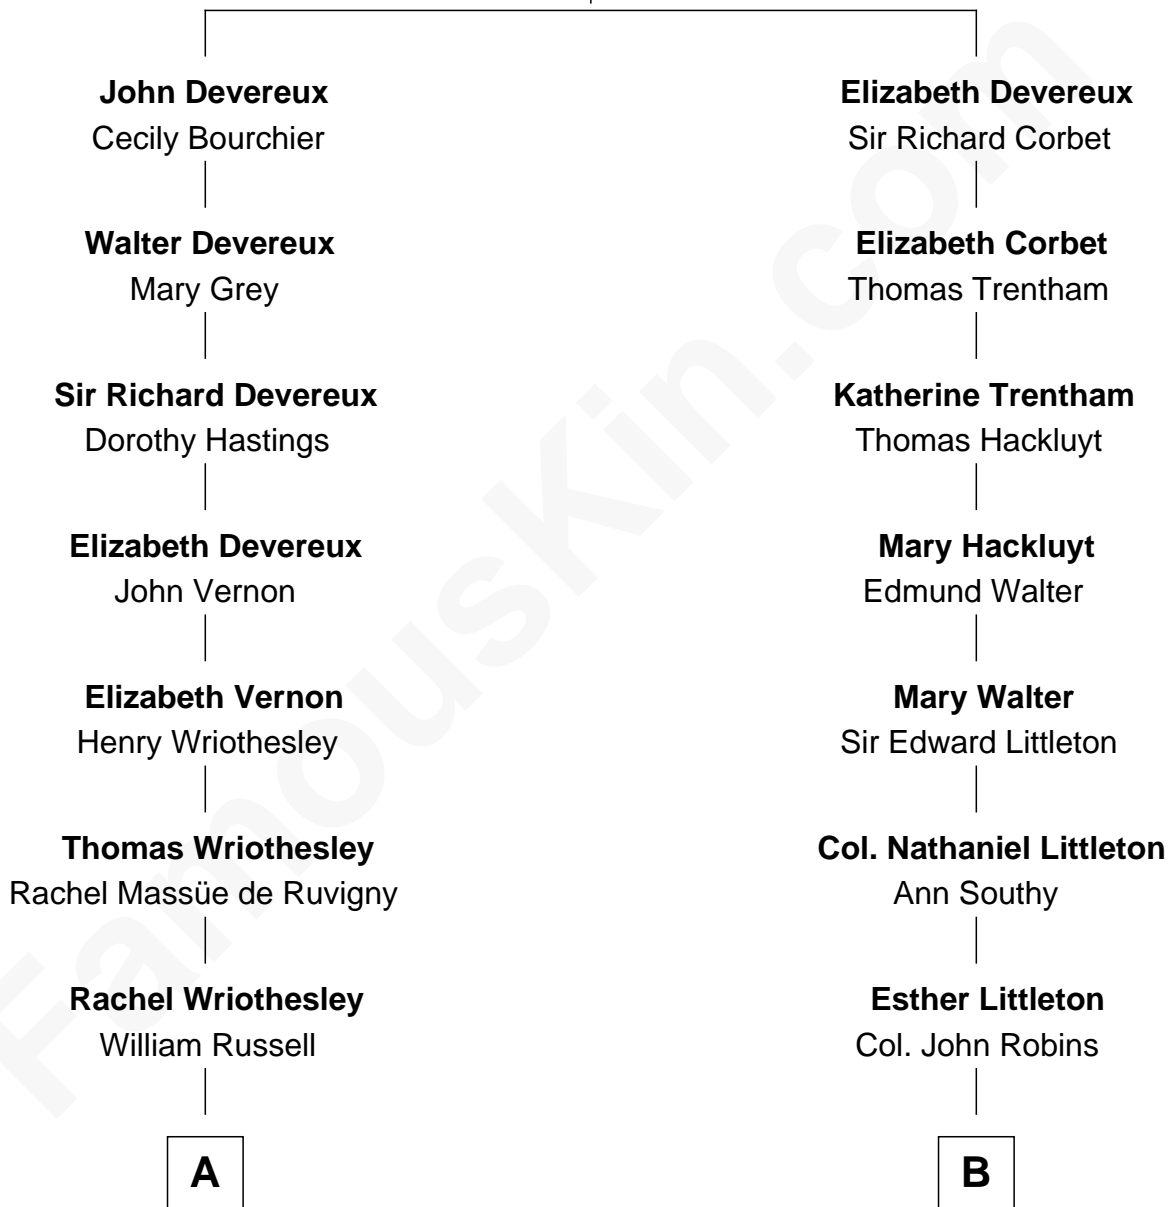 John Devereux
Cecily Bourchier
Walter Devereux
Mary Grey
Sir Richard Devereux
Dorothy Hastings
Elizabeth Devereux
John Vernon
Elizabeth Vernon
Henry Wriothesley
Thomas Wriothesley
Rachel Massüe de Ruvigny
Rachel Wriothesley
William Russell
A
Elizabeth Devereux
Sir Richard Corbet
Elizabeth Corbet
Thomas Trentham
Katherine Trentham
Thomas Hackluyt
Mary Hackluyt
Edmund Walter
Mary Walter
Sir Edward Littleton
Col. Nathaniel Littleton
Ann Southy
Esther Littleton
Col. John Robins
B
FamousKin.com